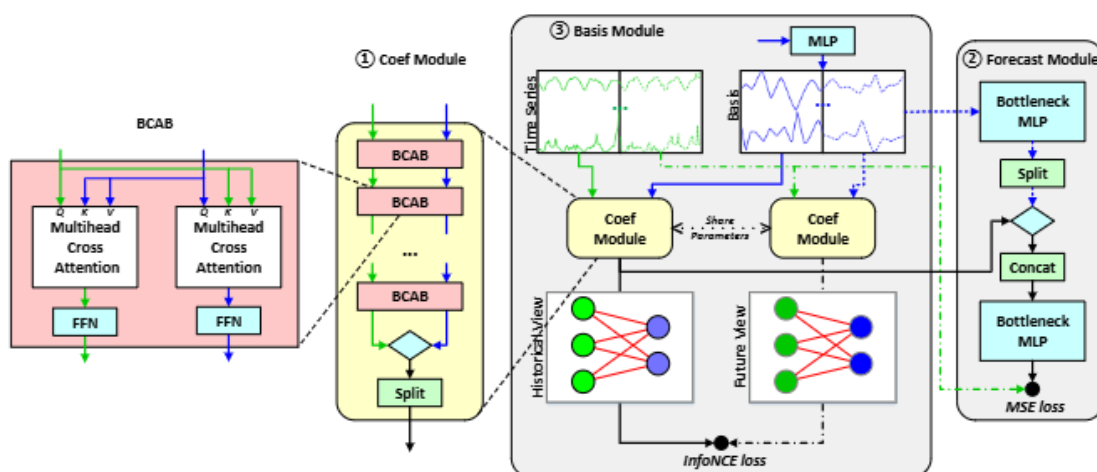 ③ Basis Module
MLP
① Coef Module
② Forecast Module
Time Series
Basis
Bottleneck
MLP
BCAB
BCAB
Split
BCAB
Q K V
Q K V
Multihead
Cross
Attention
Multihead
Cross
Attention
Coef
Module
Share
Parameters
Coef
Module
...
Concat
BCAB
FFN
FFN
Historical View
Future View
Bottleneck
MLP
Split
MSE loss
InfoNCE loss